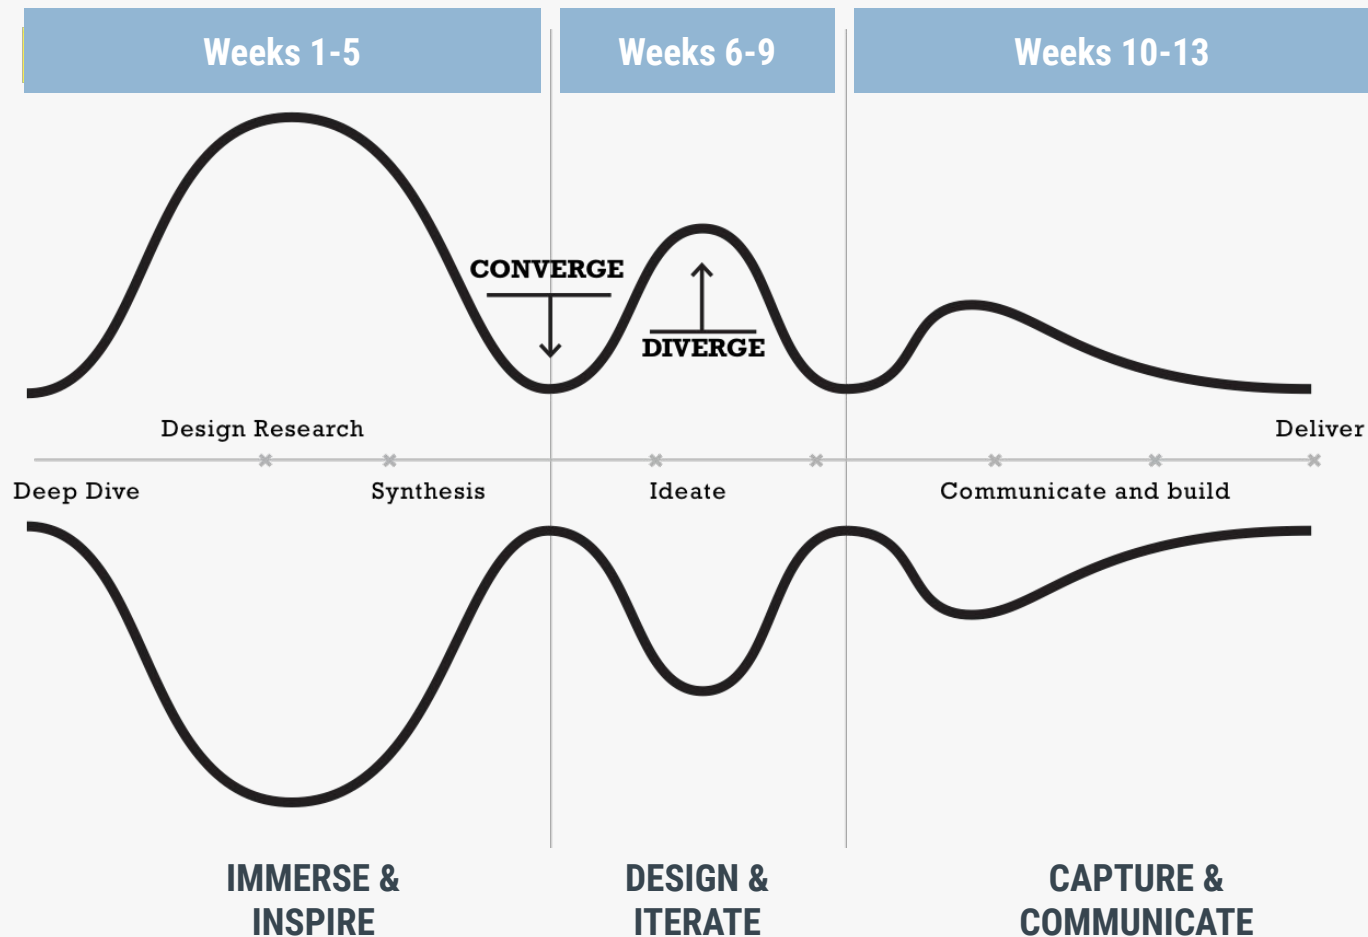 Weeks 1-5
Weeks 6-9
Weeks 10-13
CONVERGE
DIVERGE
Design Research
Deliver
Deep Dive
Synthesis
Ideate
Communicate and build
IMMERSE &
INSPIRE
DESIGN &
ITERATE
CAPTURE &
COMMUNICATE